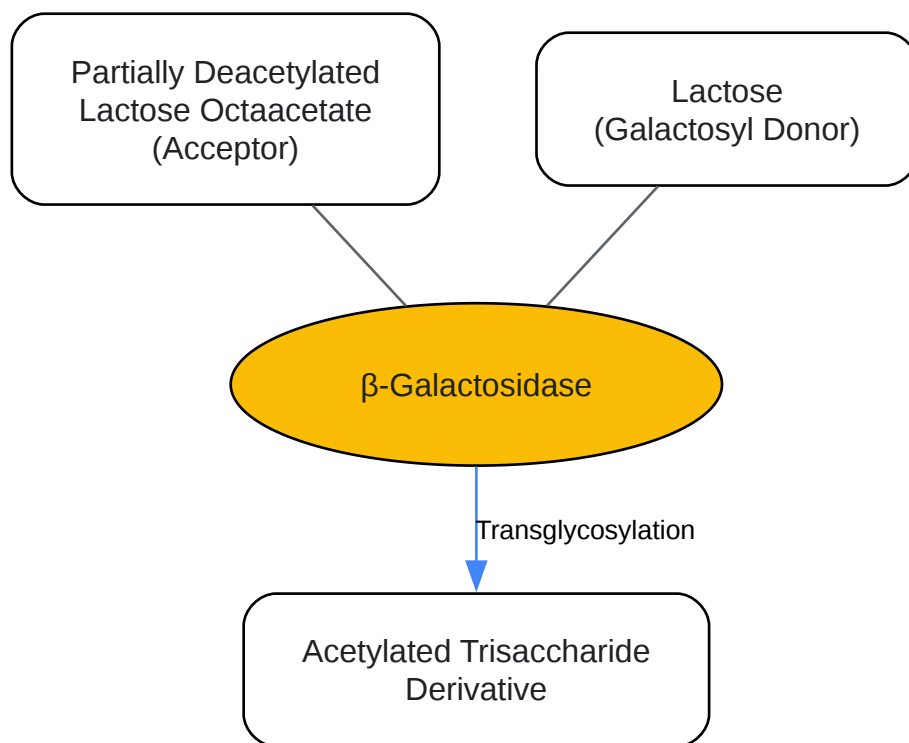 Partially Deacetylated
Lactose Octaacetate
(Acceptor)
Lactose
(Galactosyl Donor)
β-Galactosidase
Transglycosylation
Acetylated Trisaccharide
Derivative